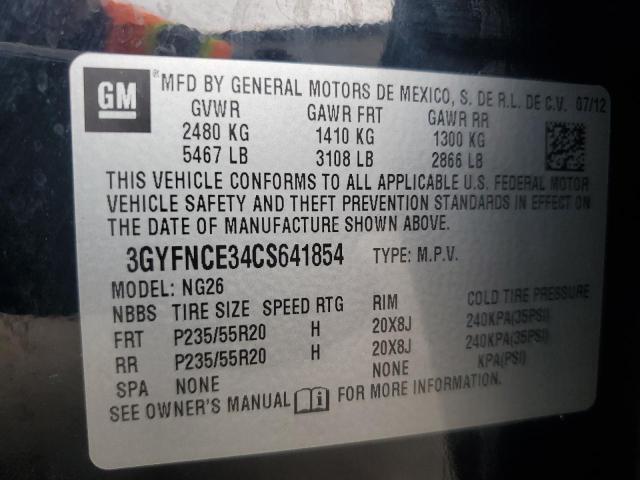 GM
® MFD BY GENERAL MOTORS DE MEXICO, S. DE R.L. DE C.V. 07/12
GVWR GAWR FRT GAWR RR
2480 KG 1410 KG 1300 KG
5467 LB 3108 LB 2866 LB
THIS VEHICLE CONFORMS TO ALL APPLICABLE U.S. FEDERAL MOTOR
VEHICLE SAFETY AND THEFT PREVENTION STANDARDS IN EFFECT ON
THE DATE OF MANUFACTURE SHOWN ABOVE.
3GYFNCE34CS641854 TYPE: M.P.V.
MODEL: NG26
NBBS TIRE SIZE SPEED RTG RIM COLD TIRE PRESSURE
FRT P235/55R20 H 20X8J 240KPA(35PSI)
RR P235/55R20 H 20X8J 240KPA(35PSI)
SPA NONE NONE KPA(PSI)
SEE OWNER'S MANUAL i FOR MORE INFORMATION